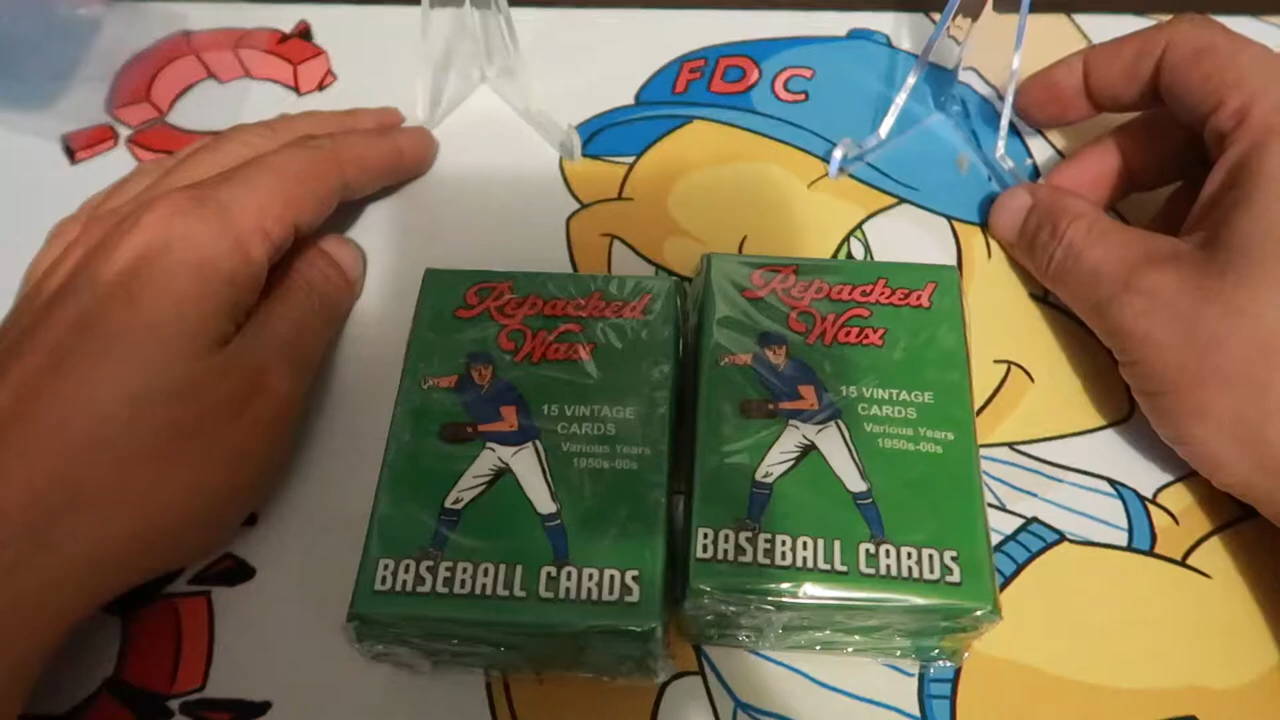 FDC
Repacked
Wax
15 VINTAGE
CARDS
Various Years
1950s-00s
BASEBALL CARDS
Repacked
Wax
15 VINTAGE
CARDS
Various Years
1950s-00s
BASEBALL CARDS